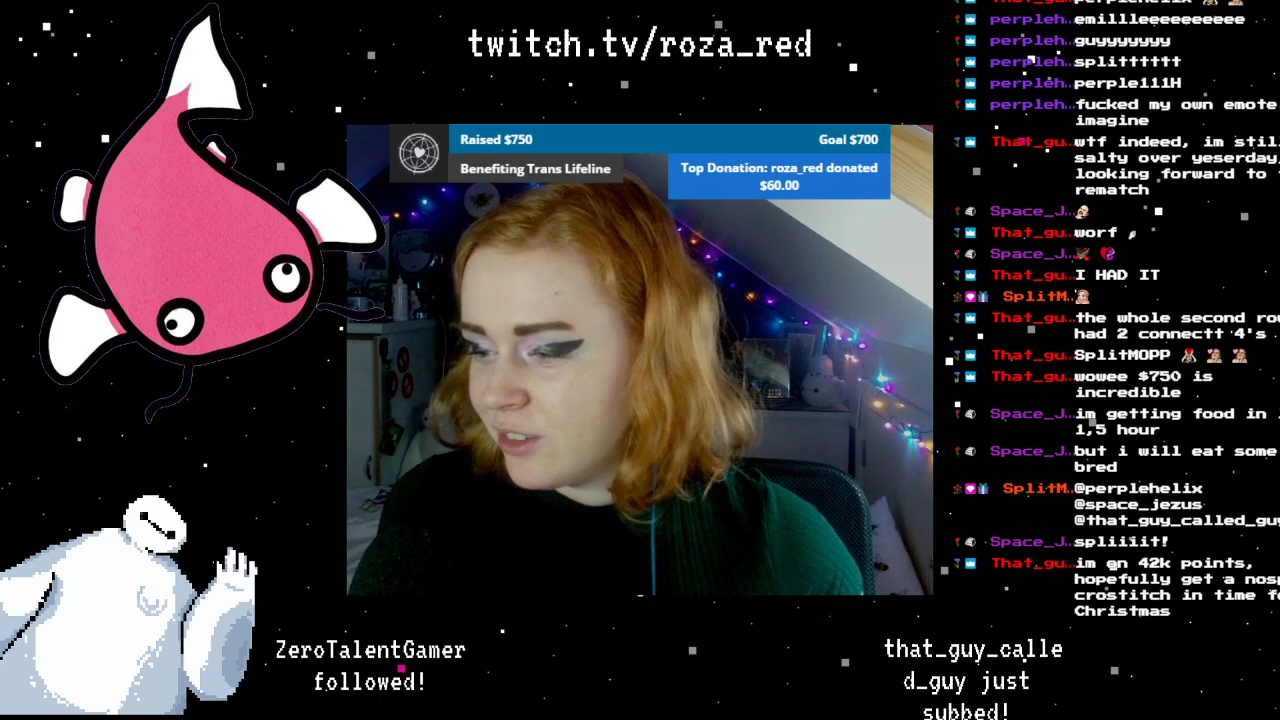 twitch.tv/roza_red
Raised $750
Goal $700
Benefiting Trans Lifeline
Top Donation: roza_red donated
$60.00
perpleh…emillleeeeeeeeee
perpleh…guyyyyyyy
perpleh…splitttttt
perpleh…perple111H
perpleh…fucked my own emote
imagine
That_gu…wtf indeed, im stil
salty over yeserday
looking forward to
rematch
Space_J…
That_gu…worf
Space_J…
That_gu…I HAD IT
SplitM…
That_gu…the whole second ro
had 2 connectt 4's
That_gu…SplitMOPP
That_gu…wowee $750 is
incredible
Space_J…im getting food in
1,5 hour
Space_J…but i will eat some
bred
SplitM…@perplehelix
@space_jezus
@that_guy_called_gu
Space_J…spliiiit!
That_gu…im on 42k points,
hopefully get a nos
crostitch in time f
Christmas
ZeroTalentGamer
followed!
that_guy_calle
d_guy just
subbed!